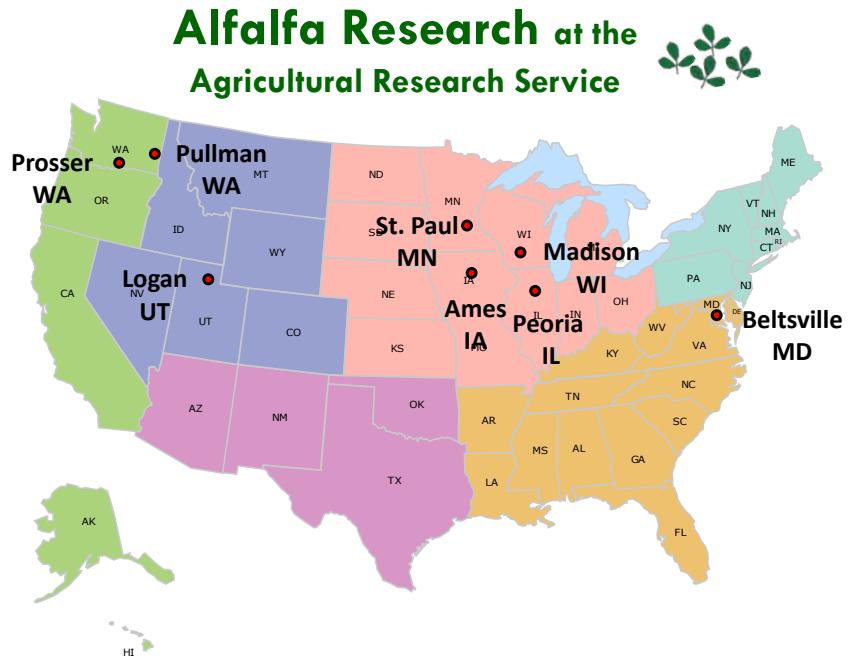 Alfalfa Research at the
Agricultural Research Service
ME
WA
Prosser
WA
Pullman
WA
MT
ND
MN
VT
NH
OR
ID
St. Paul
MN
SD
WI
NY
MA
CT
RI
WY
Madison
WI
CA
NV
Logan
UT
IA
PA
NJ
NE
Ames
IA
Peoria
IL
IL
IN
OH
MD
DE
Beltsville
MD
UT
CO
WV
VA
KS
MO
KY
NC
TN
AZ
NM
OK
AR
SC
MS
AL
GA
TX
LA
AK
FL
HI